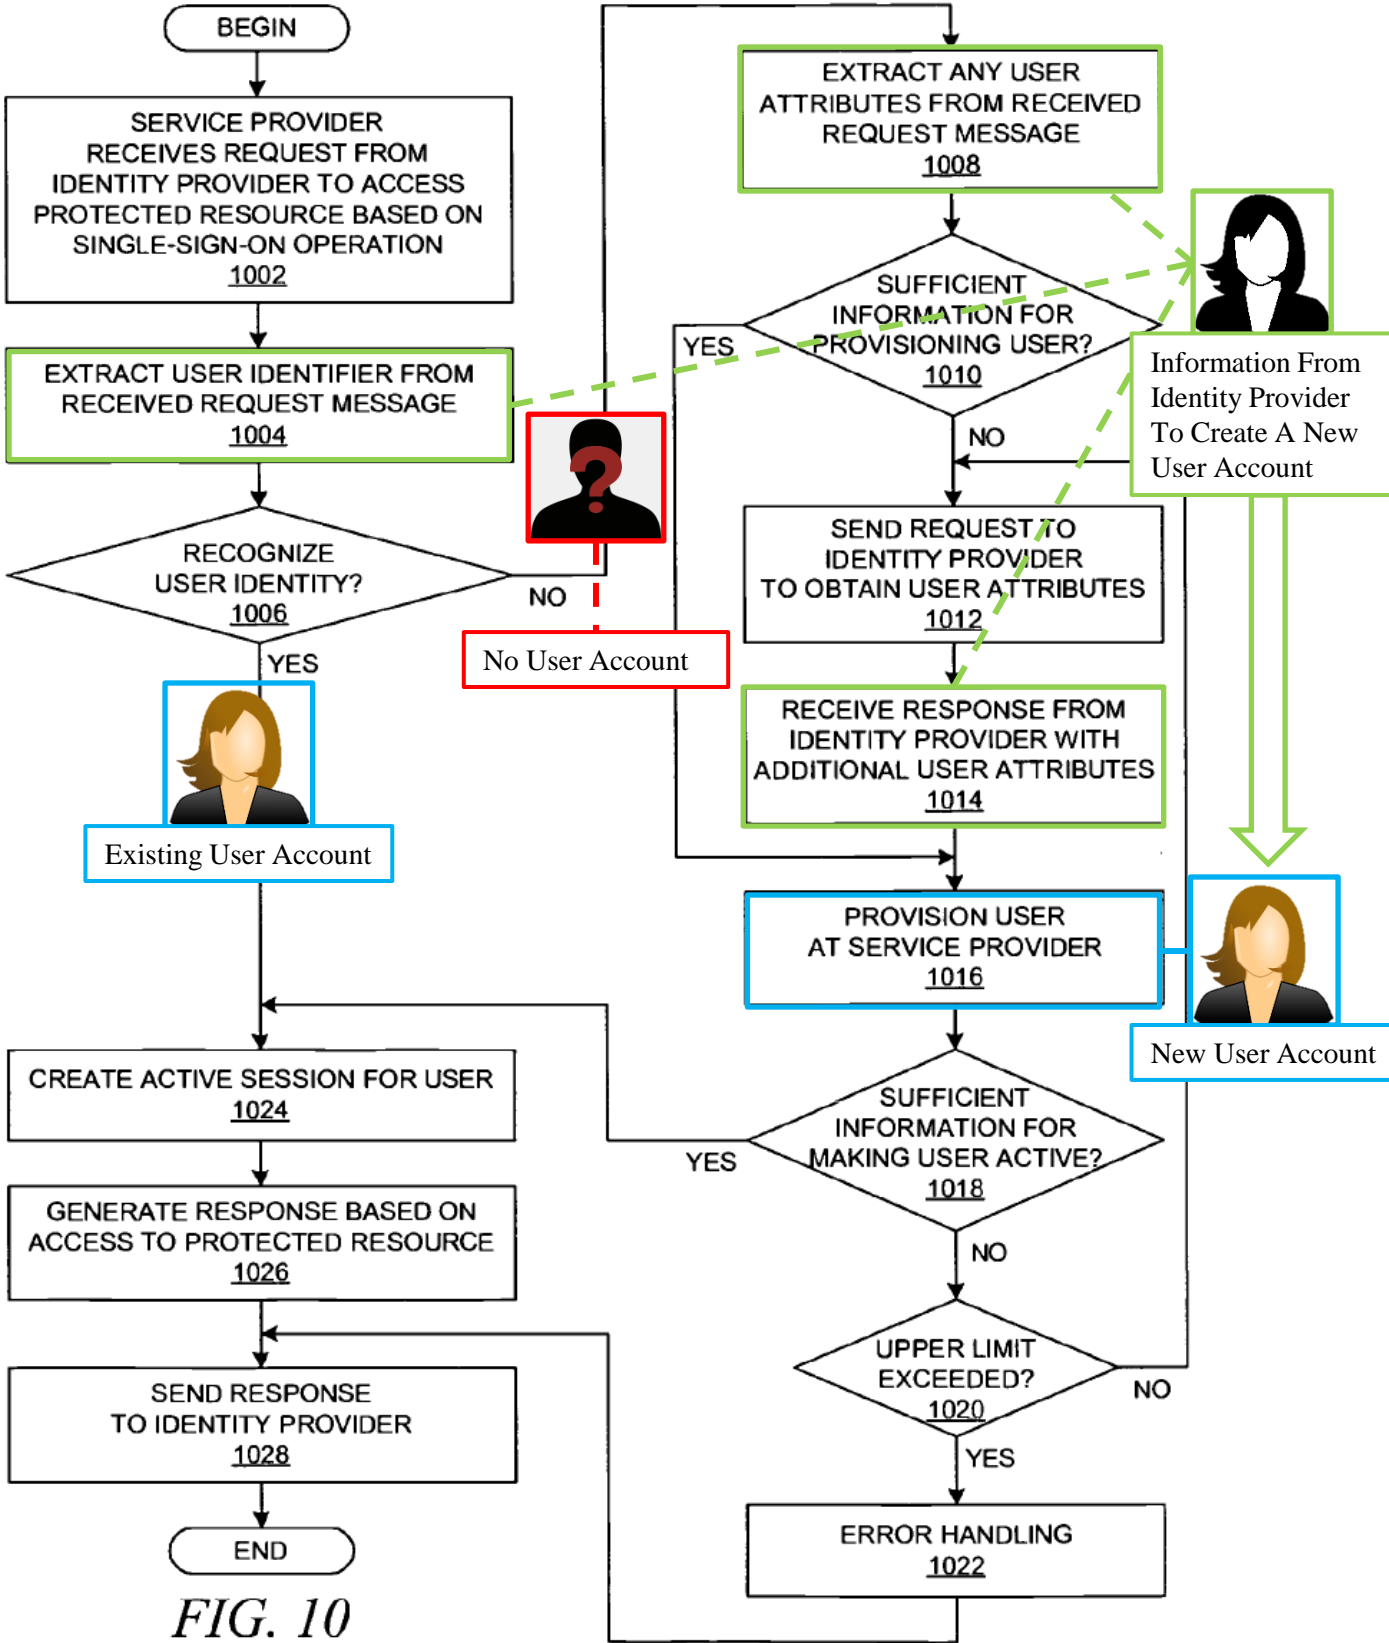 BEGIN
SERVICE PROVIDER
RECEIVES REQUEST FROM
IDENTITY PROVIDER TO ACCESS
PROTECTED RESOURCE BASED ON
SINGLE-SIGN-ON OPERATION
1002
EXTRACT USER IDENTIFIER FROM
RECEIVED REQUEST MESSAGE
1004
RECOGNIZE
USER IDENTITY?
1006
NO
YES
?
No User Account
Existing User Account
CREATE ACTIVE SESSION FOR USER
1024
GENERATE RESPONSE BASED ON
ACCESS TO PROTECTED RESOURCE
1026
SEND RESPONSE
TO IDENTITY PROVIDER
1028
END
FIG. 10
EXTRACT ANY USER
ATTRIBUTES FROM RECEIVED
REQUEST MESSAGE
1008
SUFFICIENT
INFORMATION FOR
PROVISIONING USER?
1010
YES
NO
Information From
Identity Provider
To Create A New
User Account
SEND REQUEST TO
IDENTITY PROVIDER
TO OBTAIN USER ATTRIBUTES
1012
RECEIVE RESPONSE FROM
IDENTITY PROVIDER WITH
ADDITIONAL USER ATTRIBUTES
1014
PROVISION USER
AT SERVICE PROVIDER
1016
New User Account
SUFFICIENT
INFORMATION FOR
MAKING USER ACTIVE?
1018
YES
NO
UPPER LIMIT
EXCEEDED?
1020
NO
YES
ERROR HANDLING
1022